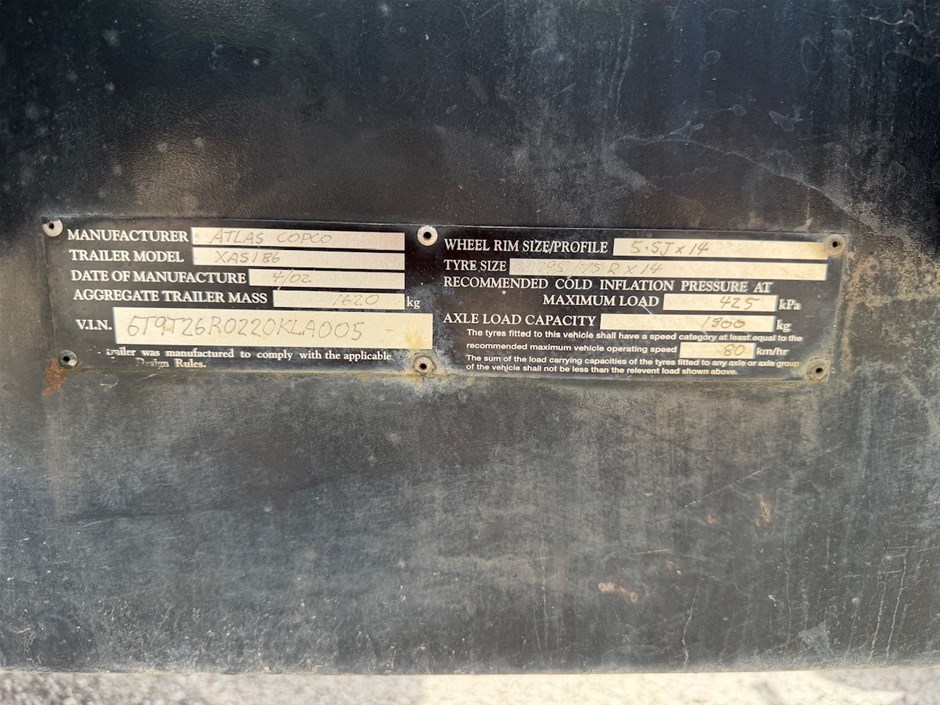 MANUFACTURER ATLAS COPCO
TRAILER MODEL XAS186
DATE OF MANUFACTURE 4/02
AGGREGATE TRAILER MASS 1620 kg
V.I.N. 6T9T26R0220KLA005
trailer was manufactured to comply with the applicable
Design Rules.
WHEEL RIM SIZE/PROFILE 5.5J x 14
TYRE SIZE R x 14
RECOMMENDED COLD INFLATION PRESSURE AT
MAXIMUM LOAD 425 kPa
AXLE LOAD CAPACITY kg
The tyres fitted to this vehicle shall have a speed category at least equal to the
recommended maximum vehicle operating speed 80 km/hr
The sum of the load carrying capacities of the tyres fitted to any axle or axle group
of the vehicle shall not be less than the relevent load shown above.